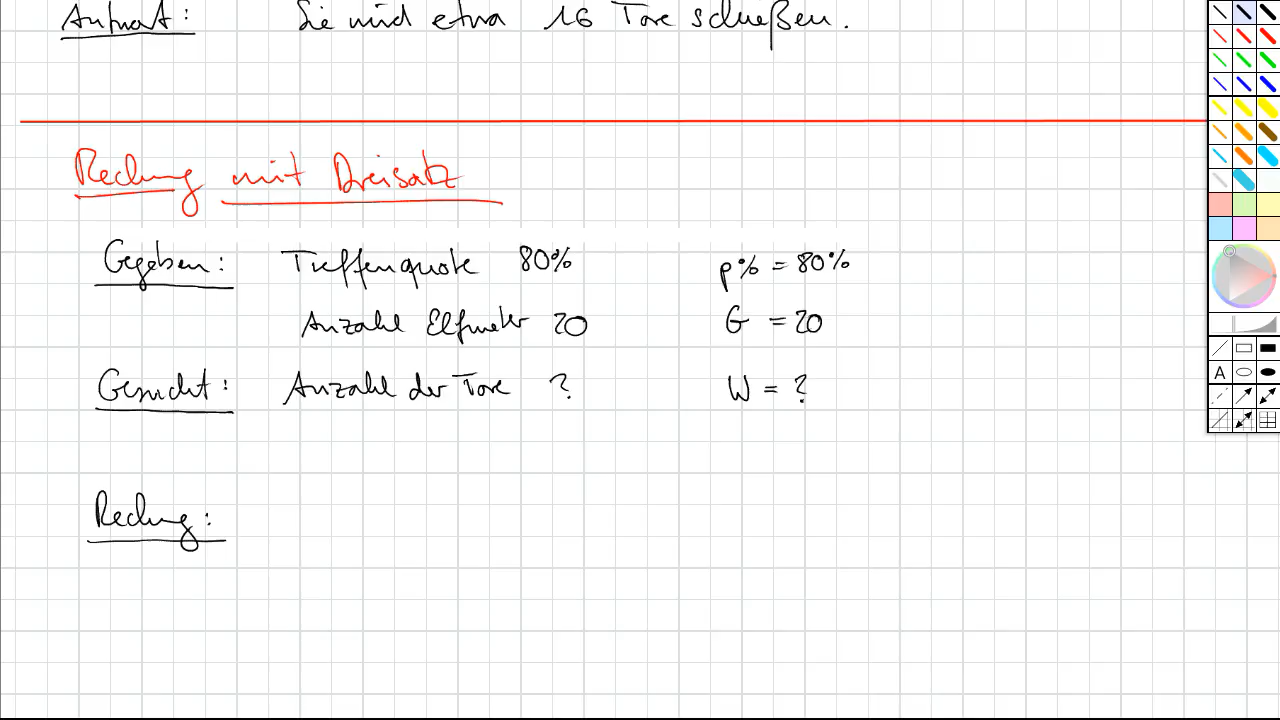 Antwort: Sie wird etwa 16 Tore schießen.
Rechnung mit Dreisatz
Gegeben: Treffenquote 80% p% = 80%
Anzahl Elfmeter 20 G = 20
Gesucht: Anzahl der Tore ? W = ?
Rechnung:
A